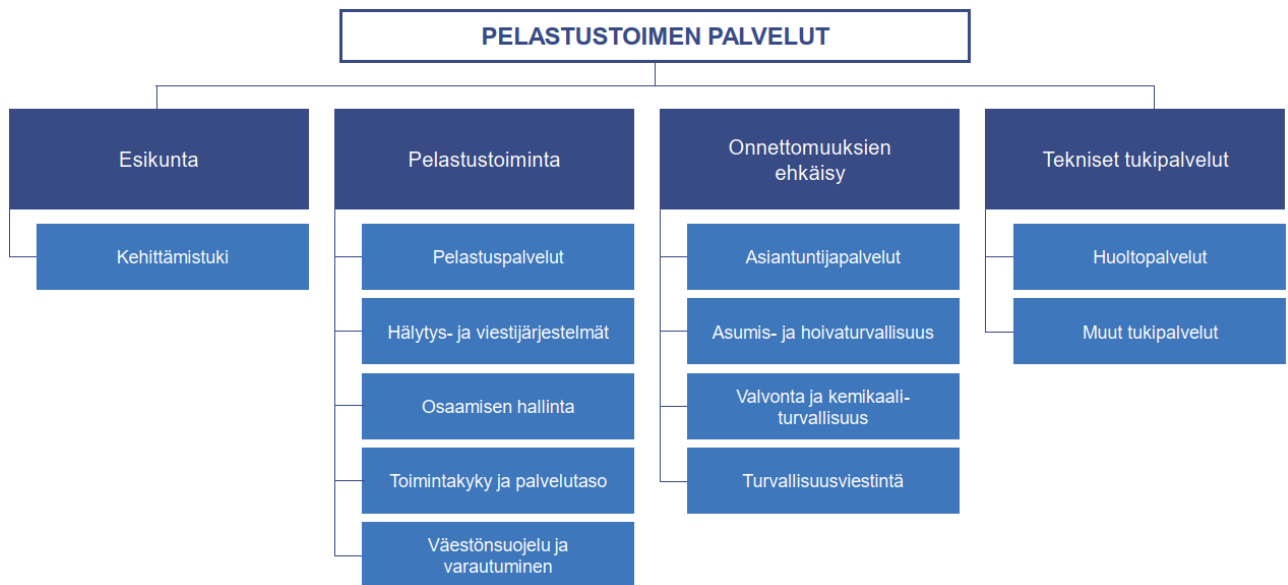 PELASTUSTOIMEN PALVELUT
Esikunta
Kehittämistuki
Pelastustoiminta
Pelastuspalvelut
Hälytys- ja viestijärjestelmät
Osaamisen hallinta
Toimintakyky ja palvelutaso
Väestönsuojelu ja
varautuminen
Onnettomuuksien
ehkäisy
Asiantuntijapalvelut
Asumis- ja hoivaturvallisuus
Valvonta ja kemikaali-
turvallisuus
Turvallisuusviestintä
Tekniset tukipalvelut
Huoltopalvelut
Muut tukipalvelut